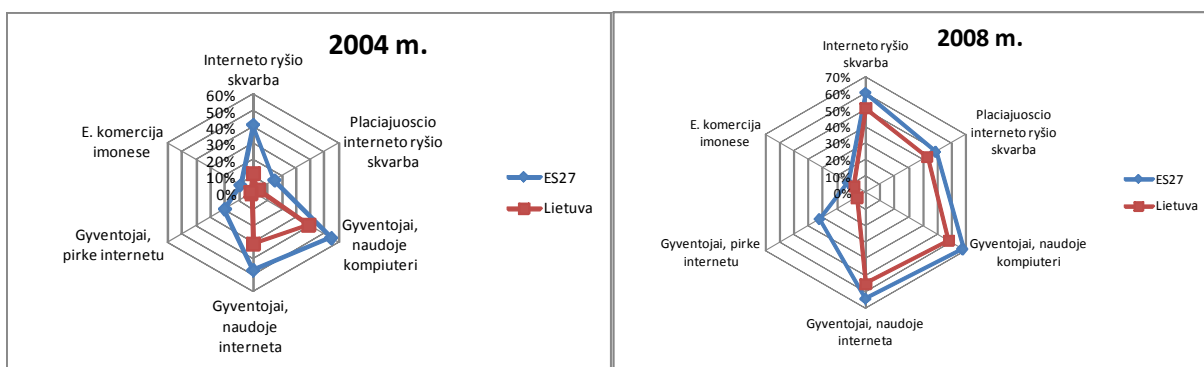 2004 m.
Interneto ryšio
skvarba
60%
50%
40%
30%
20%
10%
0%
E. komercija
imonese
Placiajuoscio
interneto ryšio
skvarba
Gyventojai,
pirke internetu
Gyventojai,
naudoje
kompiuteri
Gyventojai,
naudoje
interneta
ES27
Lietuva
2008 m.
Interneto ryšio
skvarba
70%
60%
50%
40%
30%
20%
10%
0%
E. komercija
imonese
Placiajuoscio
interneto ryšio
skvarba
Gyventojai, pirke
internetu
Gyventojai, naudoje
kompiuteri
Gyventojai, naudoje
interneta
ES27
Lietuva